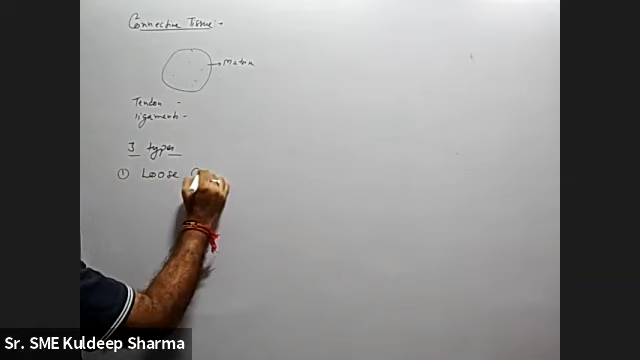 Connective Tissue :-
Matrix
Tendon -
ligaments -
3 types
① Loose
Sr. SME Kuldeep Sharma